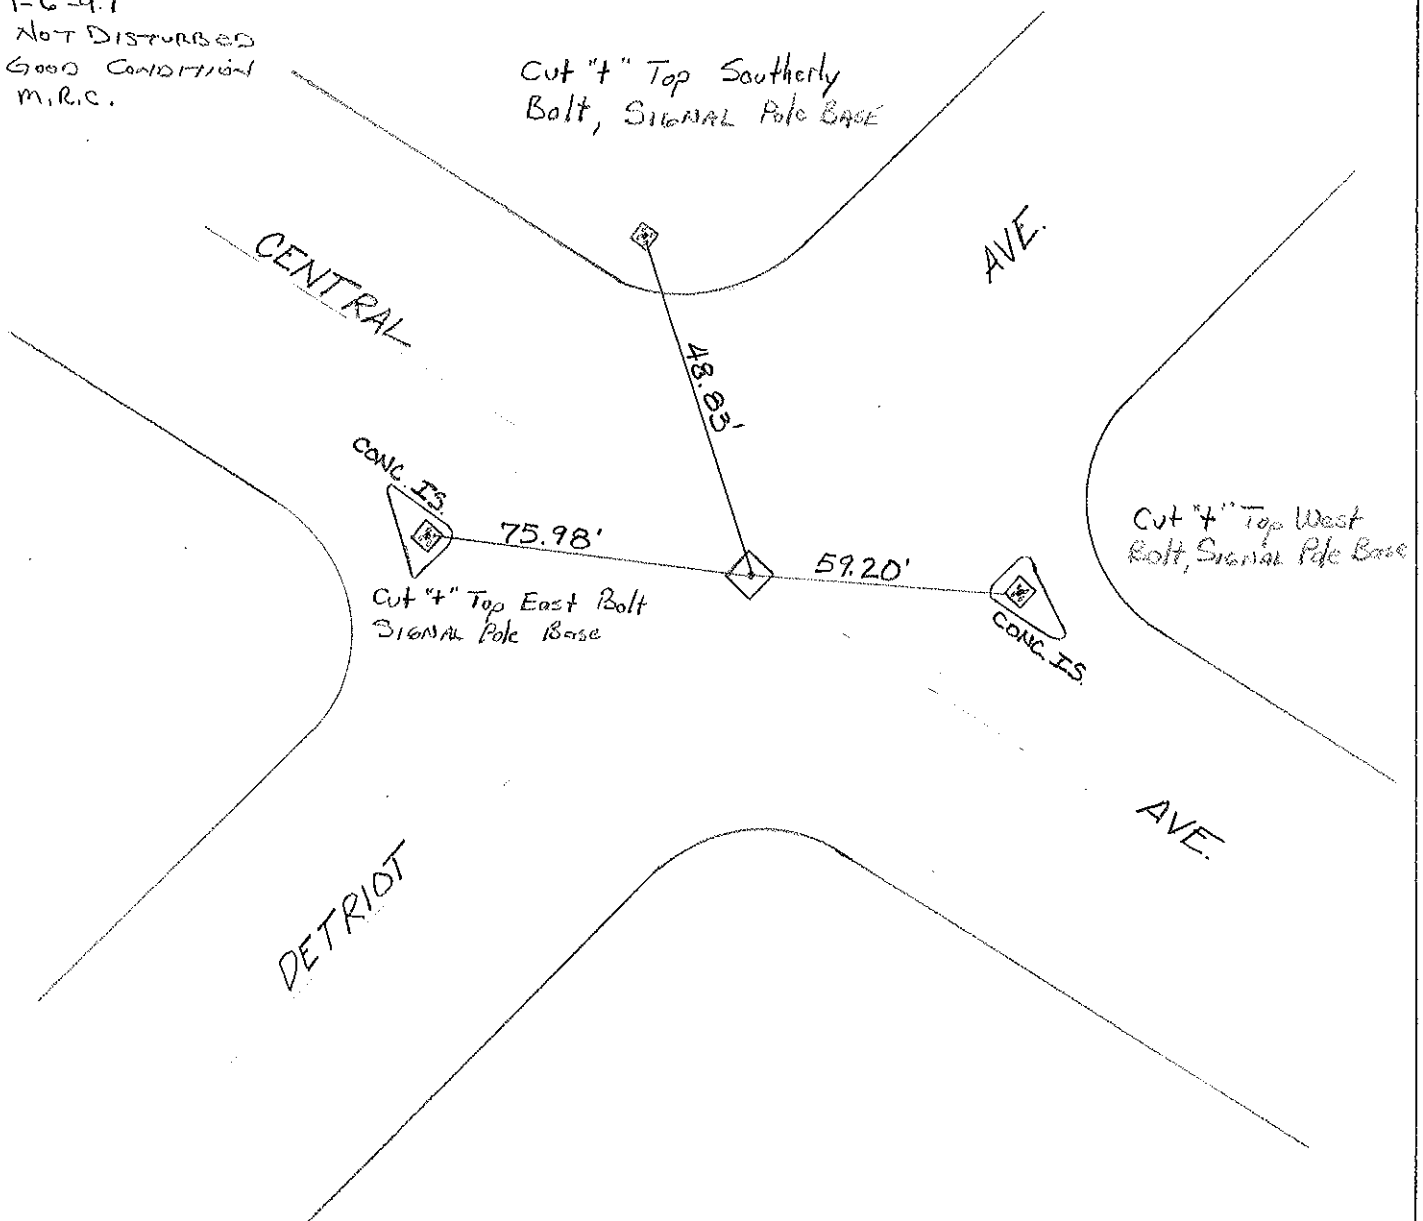 NOT DISTURBED
GOOD CONDITION
M.R.C.
Cut "+" Top Southerly
Bolt, SIGNAL Pole BASE
CENTRAL
AVE.
48.83'
CONC. IS.
75.98'
59.20'
Cut "+" Top West
Bolt, SIGNAL Pole Base
Cut "+" Top East Bolt
SIGNAL Pole Base
CONC. IS.
AVE.
DETRIOT